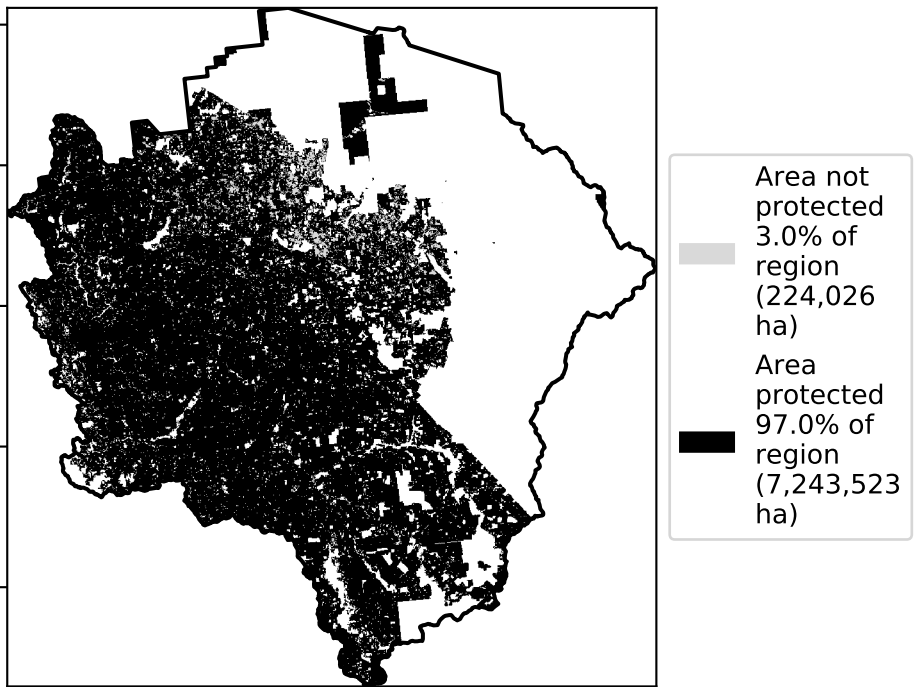 Area not
protected
3.0% of
region
(224,026
ha)
Area
protected
97.0% of
region
(7,243,523
ha)